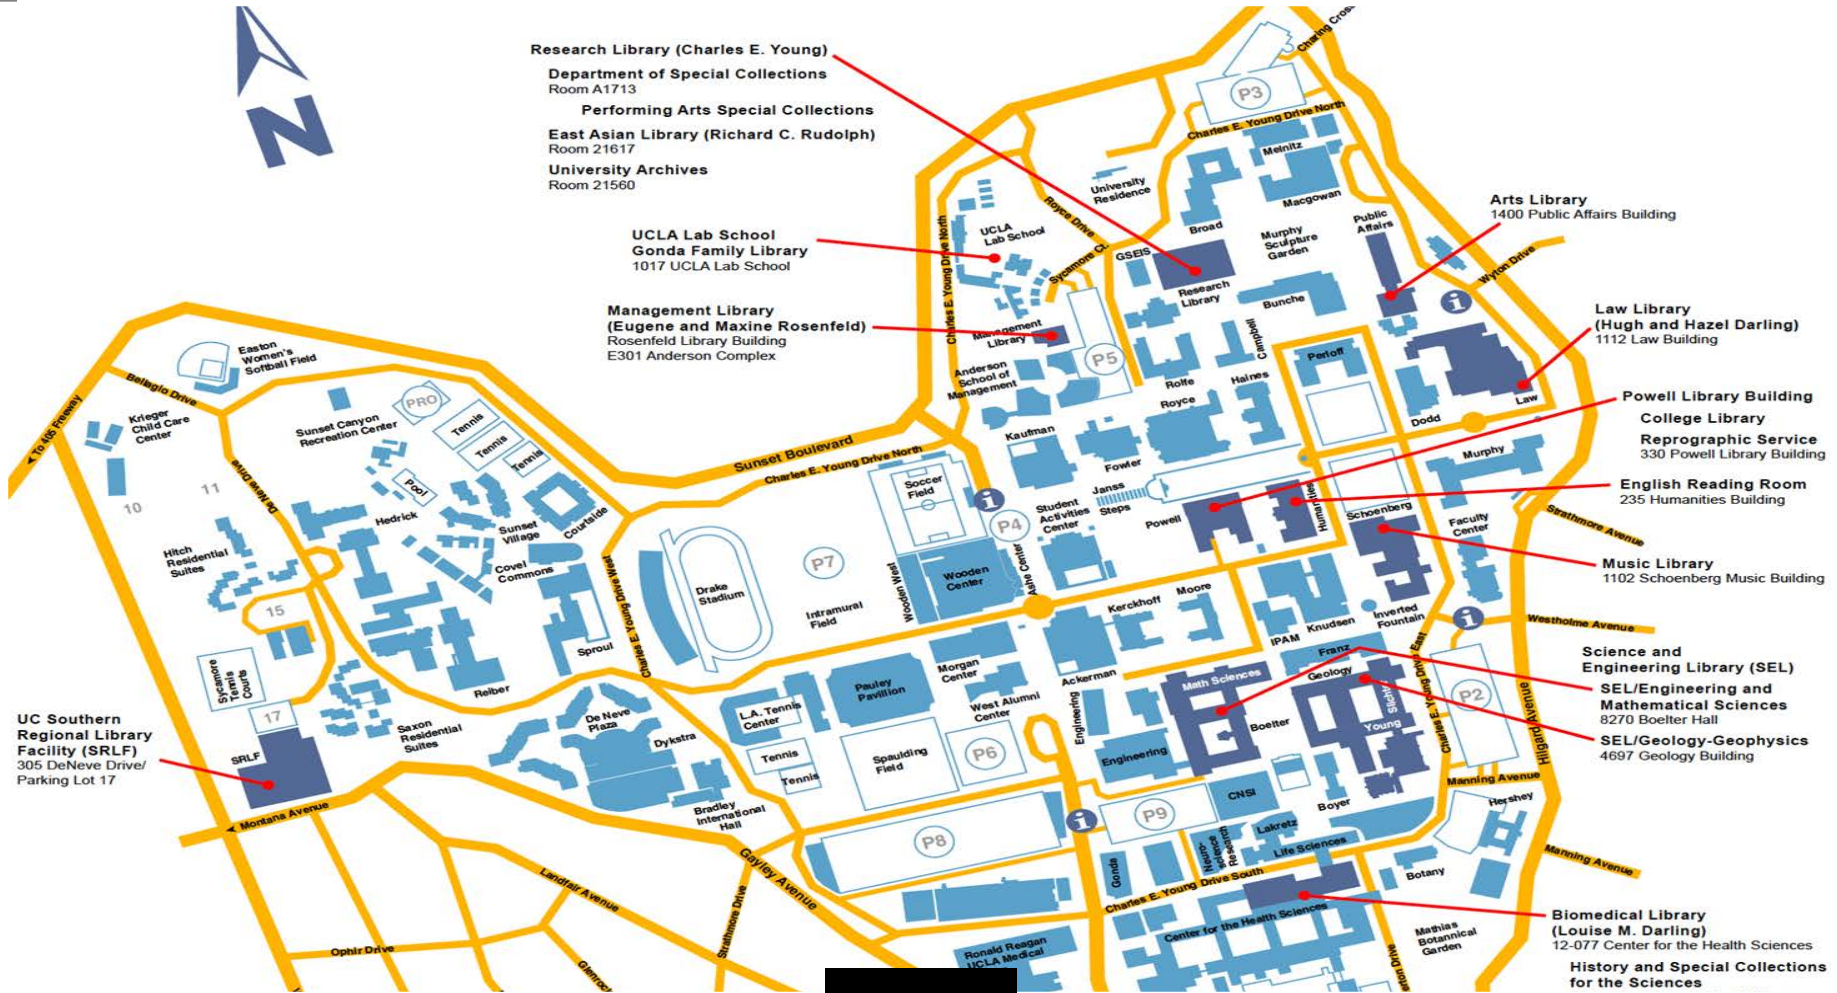 N
Research Library (Charles E. Young)
Department of Special Collections
Room A1713
Performing Arts Special Collections
East Asian Library (Richard C. Rudolph)
Room 21617
University Archives
Room 21560
UCLA Lab School
Gonda Family Library
1017 UCLA Lab School
Management Library
(Eugene and Maxine Rosenfeld)
Rosenfeld Library Building
E301 Anderson Complex
Arts Library
1400 Public Affairs Building
Law Library
(Hugh and Hazel Darling)
1112 Law Building
Powell Library Building
College Library
Reprographic Service
330 Powell Library Building
English Reading Room
235 Humanities Building
Music Library
1102 Schoenberg Music Building
Science and
Engineering Library (SEL)
SEL/Engineering and
Mathematical Sciences
8270 Boelter Hall
SEL/Geology-Geophysics
4697 Geology Building
Biomedical Library
(Louise M. Darling)
12-077 Center for the Health Sciences
History and Special Collections
for the Sciences
UC Southern
Regional Library
Facility (SRLF)
305 DeNeve Drive/
Parking Lot 17
Charing Cross
P3
Charles E. Young Drive North
Melnitz
Macgowan
University
Residence
Broad
Murphy
Sculpture
Garden
Public
Affairs
Royce Drive
UCLA
Lab School
Sycamore Ct.
GSEIS
Research
Library
Bunche
Wyton Drive
i
Charles E. Young Drive North
Management
Library
P5
Campbell
Perloff
Anderson
School of
Management
Rolfe
Haines
Royce
Law
Dodd
Kaufman
Fowler
Murphy
Janss
Steps
Powell
Humanities
Schoenberg
Faculty
Center
Strathmore Avenue
Student
Activities
Center
Easton
Women's
Softball Field
Bellagio Drive
To 405 Freeway
Krieger
Child Care
Center
PRO
Sunset Canyon
Recreation Center
Tennis
Tennis
Tennis
Pool
10
11
De Neve Drive
Hedrick
Sunset
Village
Courtside
Hitch
Residential
Suites
Covel
Commons
15
Sunset Boulevard
Charles E. Young Drive North
Soccer
Field
i
P4
P7
Drake
Stadium
Intramural
Field
Wooden West
Wooden
Center
Ashe Center
Charles E. Young Drive West
Sproul
Rieber
Sycamore
Tennis
Courts
17
SRLF
Saxon
Residential
Suites
De Neve
Plaza
Dykstra
Bradley
International
Hall
Montana Avenue
Gayley Avenue
Landfair Avenue
Strathmore Drive
Ophir Drive
Pauley
Pavilion
Morgan
Center
West Alumni
Center
L.A. Tennis
Center
Tennis
Tennis
Spaulding
Field
P6
P8
Kerckhoff
Moore
Ackerman
IPAM
Knudsen
Inverted
Fountain
i
Westholme Avenue
Franz
Geology
Math Sciences
Slichter
Boelter
Young
Charles E. Young Drive East
P2
Hilgard Avenue
Engineering
Engineering
CNSI
Boyer
Manning Avenue
Hershey
i
P9
Lakretz
Life Sciences
Neuro-
science
Research
Gonda
Charles E. Young Drive South
Botany
Manning Avenue
Center for the Health Sciences
Mathias
Botanical
Garden
Ronald Reagan
UCLA Medical